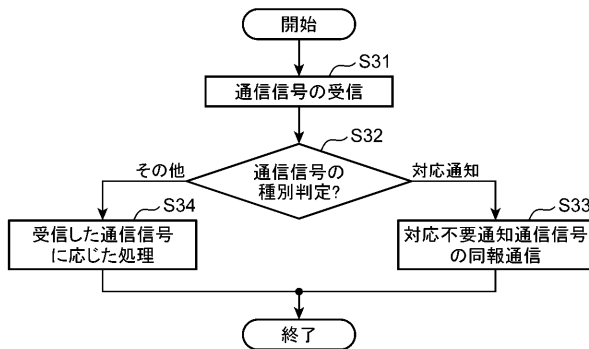 開始
S31
通信信号の受信
S32
通信信号の
種別判定?
その他
対応通知
S34
受信した通信信号
に応じた処理
S33
対応不要通知通信信号
の同報通信
終了